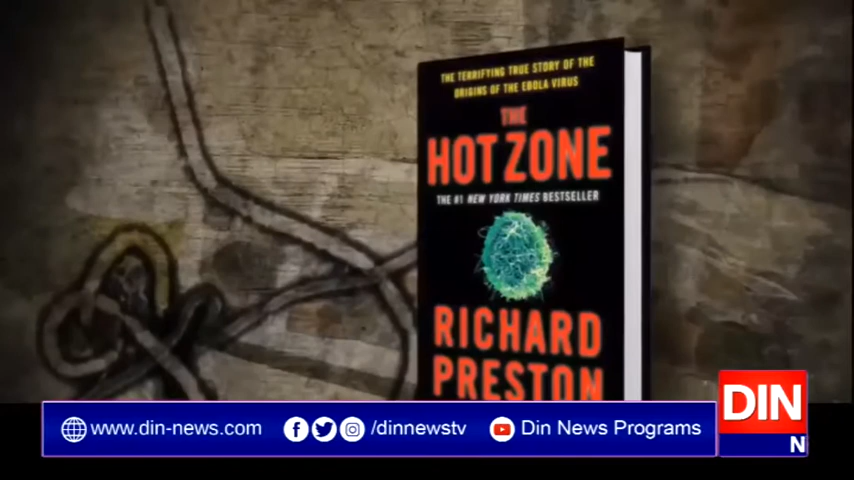 THE TERRIFYING TRUE STORY OF THE
ORIGINS OF THE EBOLA VIRUS
THE
HOT ZONE
THE #1 NEW YORK TIMES BESTSELLER
RICHARD
PRESTON
www.din-news.com /dinnewstv Din News Programs
DIN
N